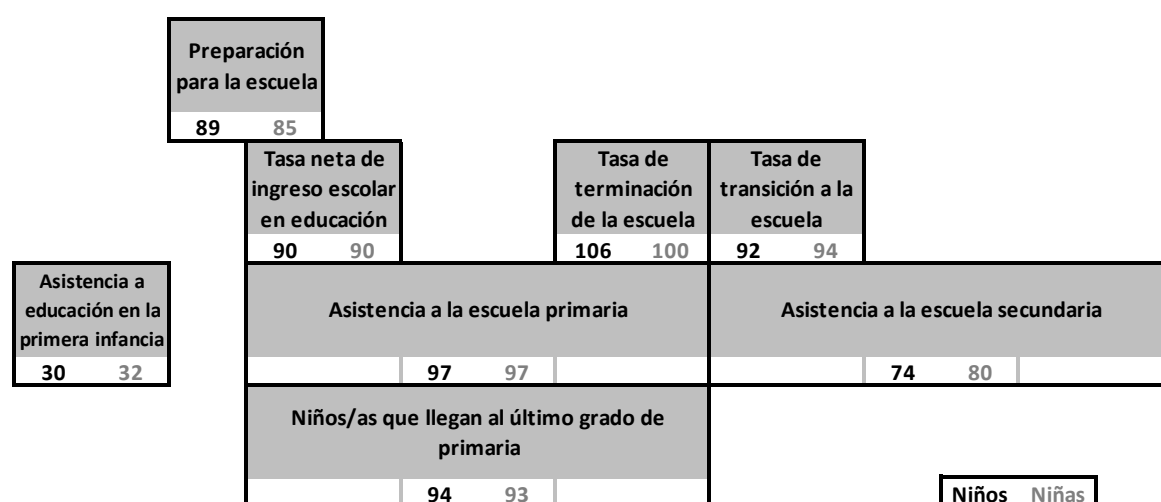 Preparación
para la escuela
89 85
Tasa neta de
ingreso escolar
en educación
90 90
Tasa de
terminación
de la escuela
106 100
Tasa de
transición a la
escuela
92 94
Asistencia a
educación en la
primera infancia
30 32
Asistencia a la escuela primaria
97 97
Asistencia a la escuela secundaria
74 80
Niños/as que llegan al último grado de
primaria
94 93
Niños Niñas